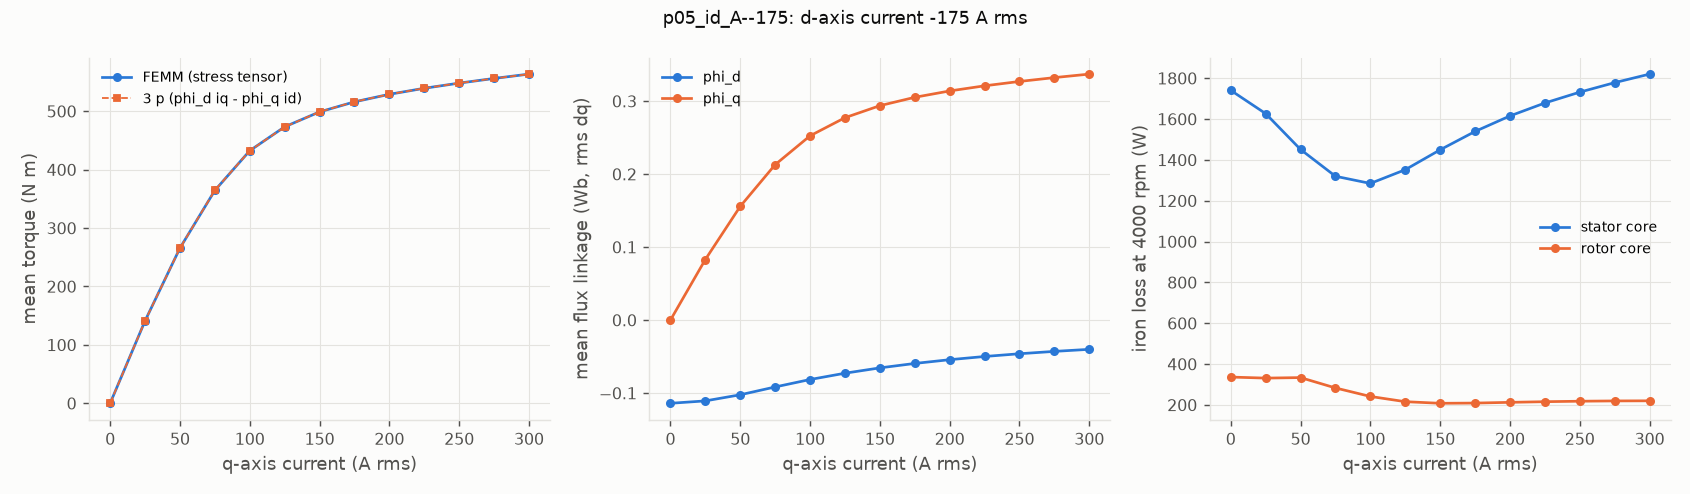 p05_id_A--175: d-axis current -175 A rms
mean torque (N m)
500
400
300
200
100
0
0 50 100 150 200 250 300
q-axis current (A rms)
FEMM (stress tensor)
3 p (phi_d iq - phi_q id)
mean flux linkage (Wb, rms dq)
0.3
0.2
0.1
0.0
−0.1
0 50 100 150 200 250 300
q-axis current (A rms)
phi_d
phi_q
iron loss at 4000 rpm (W)
1800
1600
1400
1200
1000
800
600
400
200
0 50 100 150 200 250 300
q-axis current (A rms)
stator core
rotor core